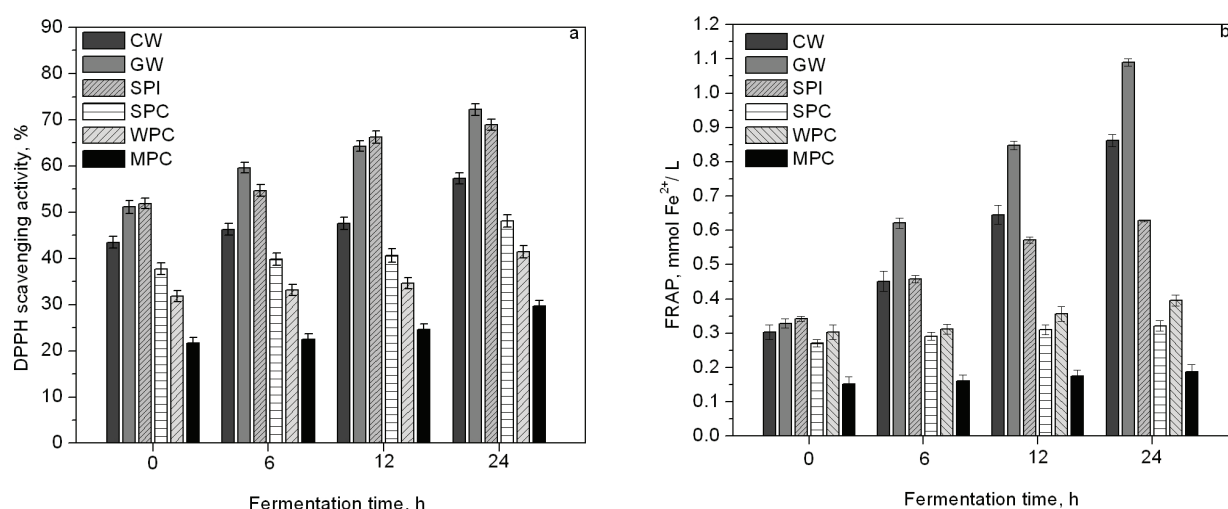 a
CW
GW
SPI
SPC
WPC
MPC
DPPH scavenging activity, %
90
80
70
60
50
40
30
20
10
0
0 6 12 24
Fermentation time, h
b
CW
GW
SPI
SPC
WPC
MPC
FRAP, mmol Fe²⁺/ L
1.2
1.1
1.0
0.9
0.8
0.7
0.6
0.5
0.4
0.3
0.2
0.1
0.0
0 6 12 24
Fermentation time, h